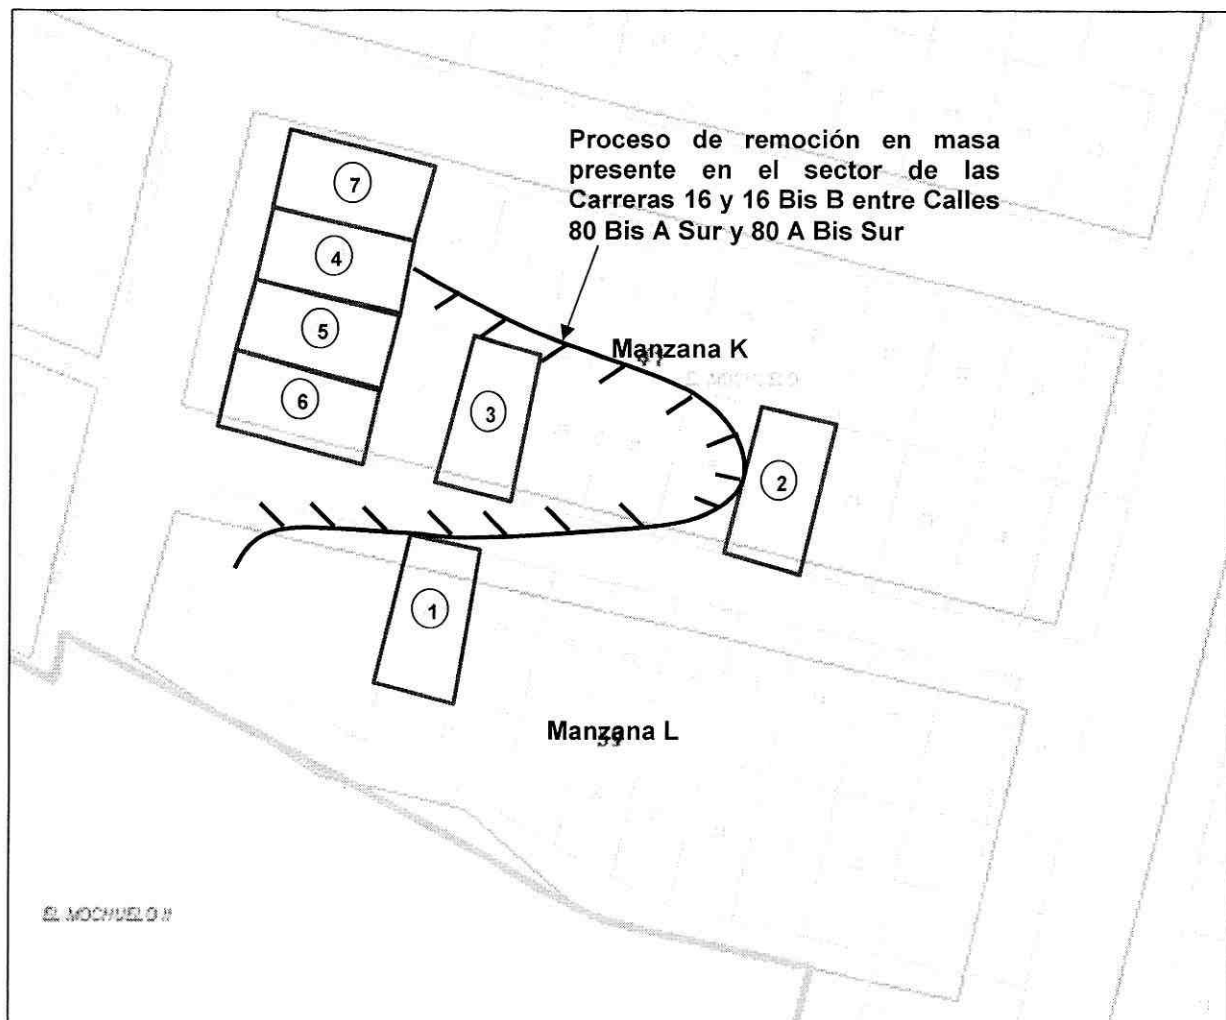 Proceso de remoción en masa
presente en el sector de las
Carreras 16 y 16 Bis B entre Calles
80 Bis A Sur y 80 A Bis Sur
7
4
5
6
3
Manzana K
2
1
Manzana L
EL MOCHUELO II